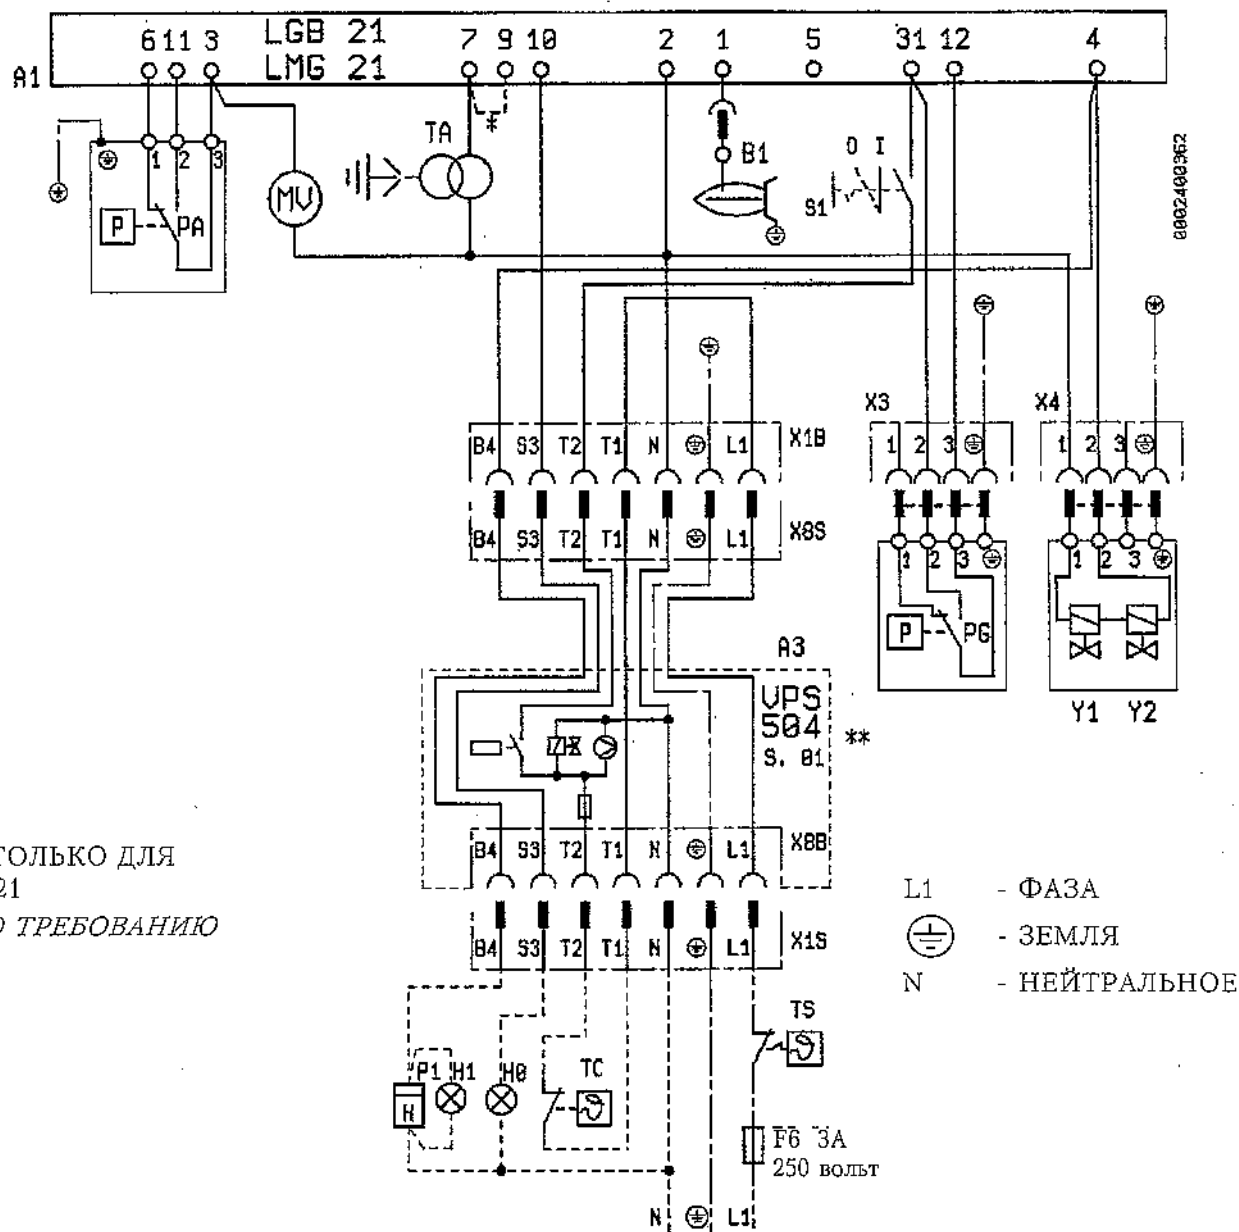 LGB 21
6 11 3 7 9 10 2 1 5 31 12 4
LMG 21
A1
*
TA
B1
0 I
S1
1 2 3
MV
P PA
0002400962
X3
X4
B4 S3 T2 T1 N L1 X1B
1 2 3
1 2 3
B4 S3 T2 T1 N L1 X8S
1 2 3
1 2 3
P PG
A3
VPS
504
S. 01
**
Y1 Y2
B4 S3 T2 T1 N L1 X8B
ТОЛЬКО ДЛЯ
21
ТРЕБОВАНИЮ
L1 - ФАЗА
- ЗЕМЛЯ
N - НЕЙТРАЛЬНОЕ
B4 S3 T2 T1 N L1 X1S
TS
P1 H1 H0 TC
H
F6 3A
250 вольт
N L1